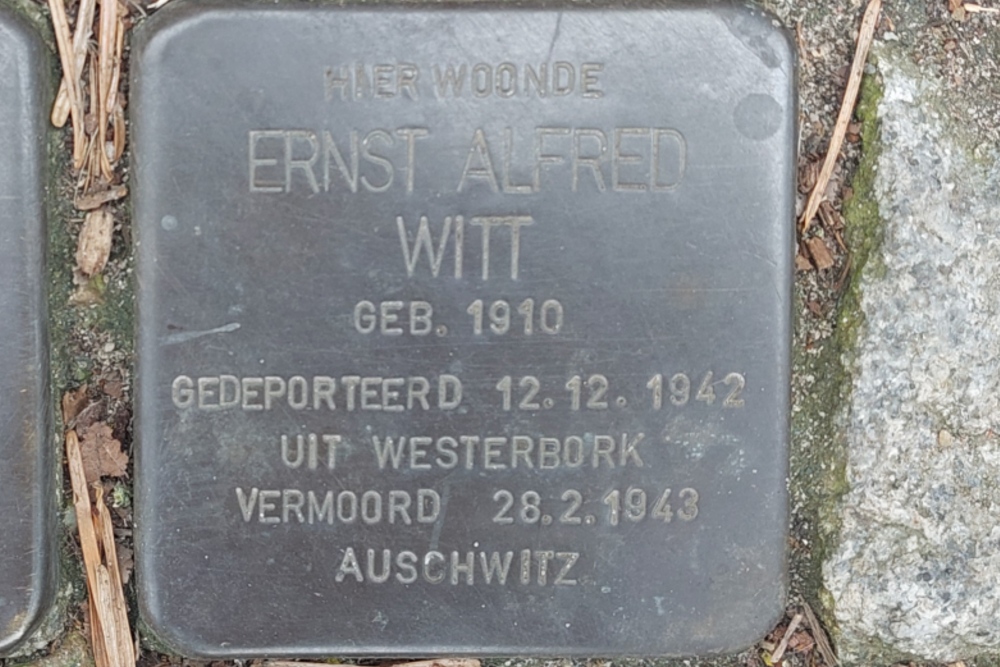 HIER WOONDE
ERNST ALFRED
WITT
GEB. 1910
GEDEPORTEERD 12.12.1942
UIT WESTERBORK
VERMOORD 28.2.1943
AUSCHWITZ